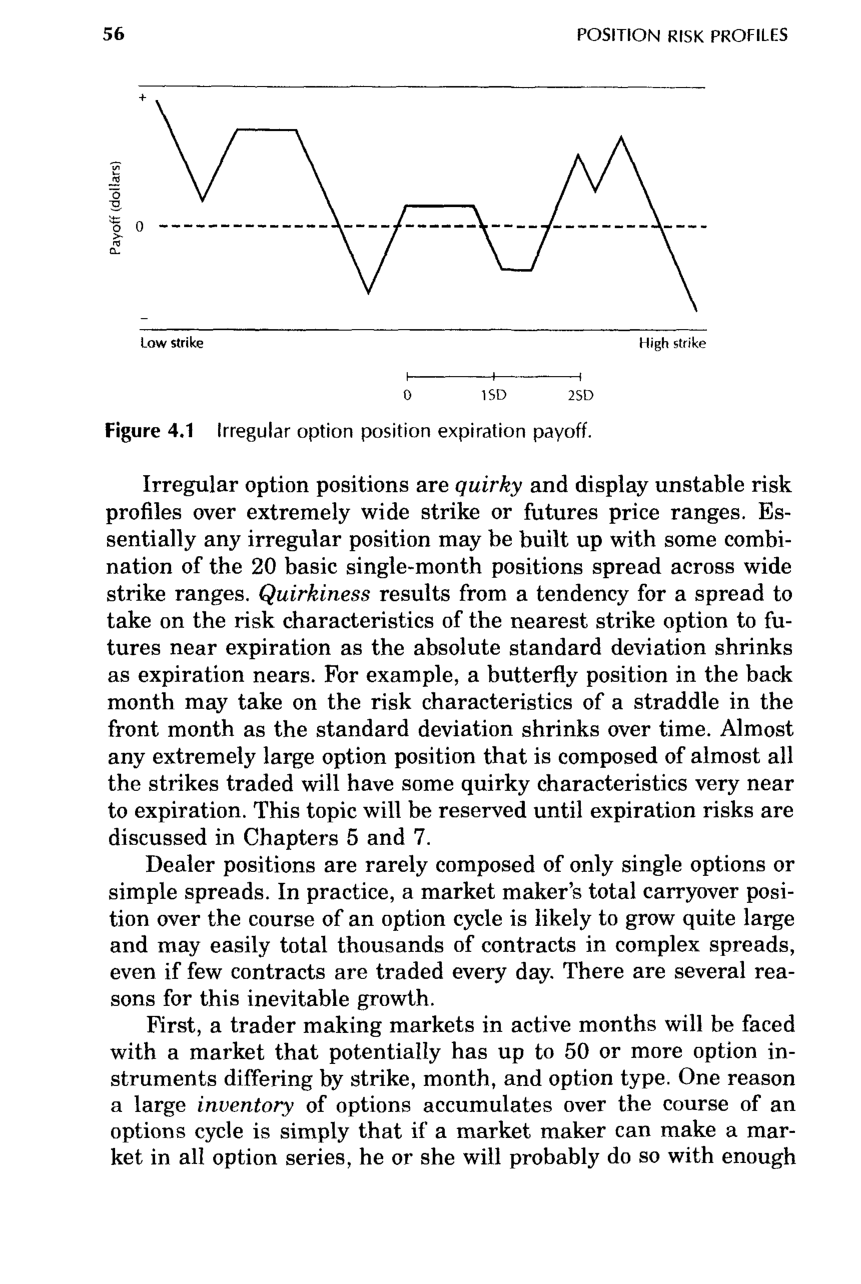 56 POSITION RISK PROFILES
+
Payoff (dollars)
0
–
Low strike High strike
0 1SD 2SD
Figure 4.1 Irregular option position expiration payoff.
Irregular option positions are quirky and display unstable risk
profiles over extremely wide strike or futures price ranges. Es-
sentially any irregular position may be built up with some combi-
nation of the 20 basic single-month positions spread across wide
strike ranges. Quirkiness results from a tendency for a spread to
take on the risk characteristics of the nearest strike option to fu-
tures near expiration as the absolute standard deviation shrinks
as expiration nears. For example, a butterfly position in the back
month may take on the risk characteristics of a straddle in the
front month as the standard deviation shrinks over time. Almost
any extremely large option position that is composed of almost all
the strikes traded will have some quirky characteristics very near
to expiration. This topic will be reserved until expiration risks are
discussed in Chapters 5 and 7.
Dealer positions are rarely composed of only single options or
simple spreads. In practice, a market maker's total carryover posi-
tion over the course of an option cycle is likely to grow quite large
and may easily total thousands of contracts in complex spreads,
even if few contracts are traded every day. There are several rea-
sons for this inevitable growth.
First, a trader making markets in active months will be faced
with a market that potentially has up to 50 or more option in-
struments differing by strike, month, and option type. One reason
a large inventory of options accumulates over the course of an
options cycle is simply that if a market maker can make a mar-
ket in all option series, he or she will probably do so with enough